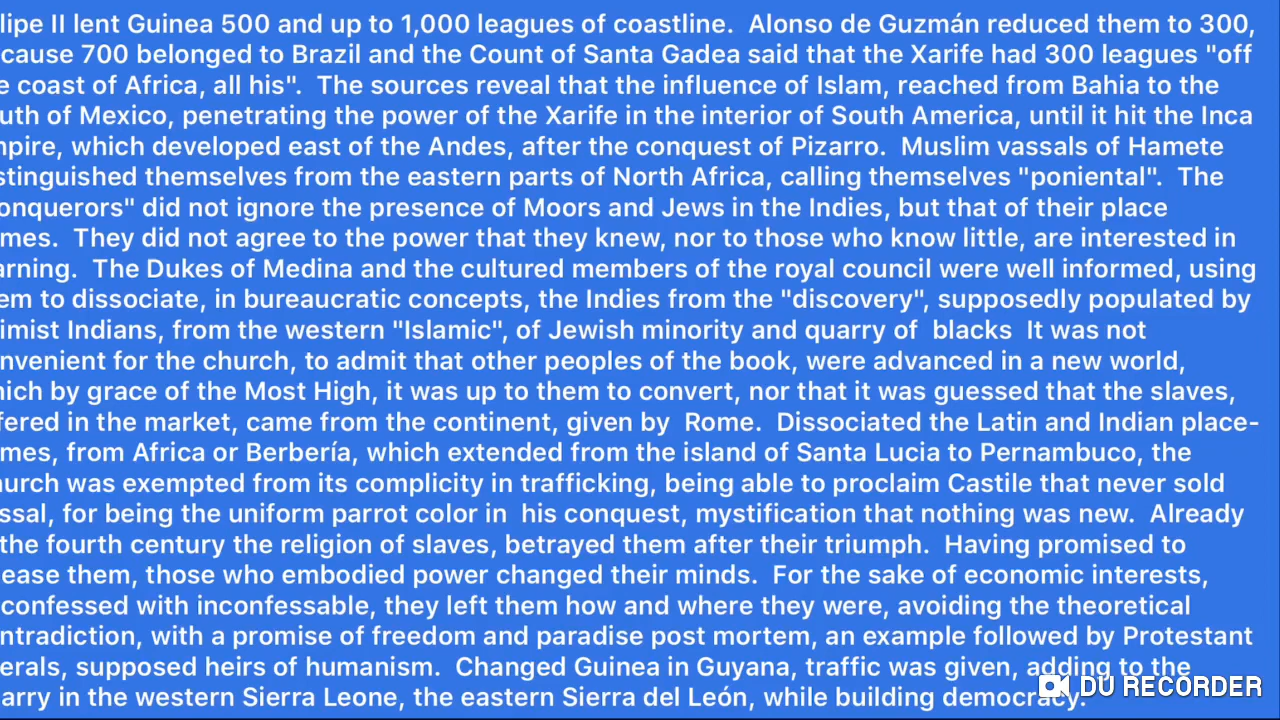 lipe II lent Guinea 500 and up to 1,000 leagues of coastline.  Alonso de Guzmán reduced them to 300,
cause 700 belonged to Brazil and the Count of Santa Gadea said that the Xarife had 300 leagues "off
e coast of Africa, all his".  The sources reveal that the influence of Islam, reached from Bahia to the
uth of Mexico, penetrating the power of the Xarife in the interior of South America, until it hit the Inca
npire, which developed east of the Andes, after the conquest of Pizarro.  Muslim vassals of Hamete
stinguished themselves from the eastern parts of North Africa, calling themselves "poniental".  The
onquerors" did not ignore the presence of Moors and Jews in the Indies, but that of their place
mes.  They did not agree to the power that they knew, nor to those who know little, are interested in
arning.  The Dukes of Medina and the cultured members of the royal council were well informed, using
em to dissociate, in bureaucratic concepts, the Indies from the "discovery", supposedly populated by
imist Indians, from the western "Islamic", of Jewish minority and quarry of  blacks  It was not
nvenient for the church, to admit that other peoples of the book, were advanced in a new world,
hich by grace of the Most High, it was up to them to convert, nor that it was guessed that the slaves,
fered in the market, came from the continent, given by  Rome.  Dissociated the Latin and Indian place-
mes, from Africa or Berbería, which extended from the island of Santa Lucia to Pernambuco, the
urch was exempted from its complicity in trafficking, being able to proclaim Castile that never sold
ssal, for being the uniform parrot color in  his conquest, mystification that nothing was new.  Already
the fourth century the religion of slaves, betrayed them after their triumph.  Having promised to
ease them, those who embodied power changed their minds.  For the sake of economic interests,
confessed with inconfessable, they left them how and where they were, avoiding the theoretical
ntradiction, with a promise of freedom and paradise post mortem, an example followed by Protestant
erals, supposed heirs of humanism.  Changed Guinea in Guyana, traffic was given, adding to the
arry in the western Sierra Leone, the eastern Sierra del León, while building democracy.
DU RECORDER